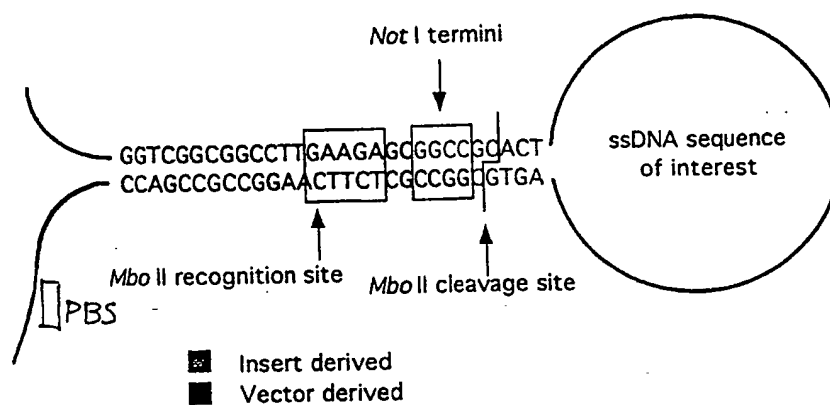 Not I termini
GGTCGGCGGCCTTGAAGAGCGGCCGCACT
CCAGCCGCCGGAACTTCTCGCCGGCGTGA
ssDNA sequence
of interest
Mbo II recognition site
Mbo II cleavage site
PBS
Insert derived
Vector derived